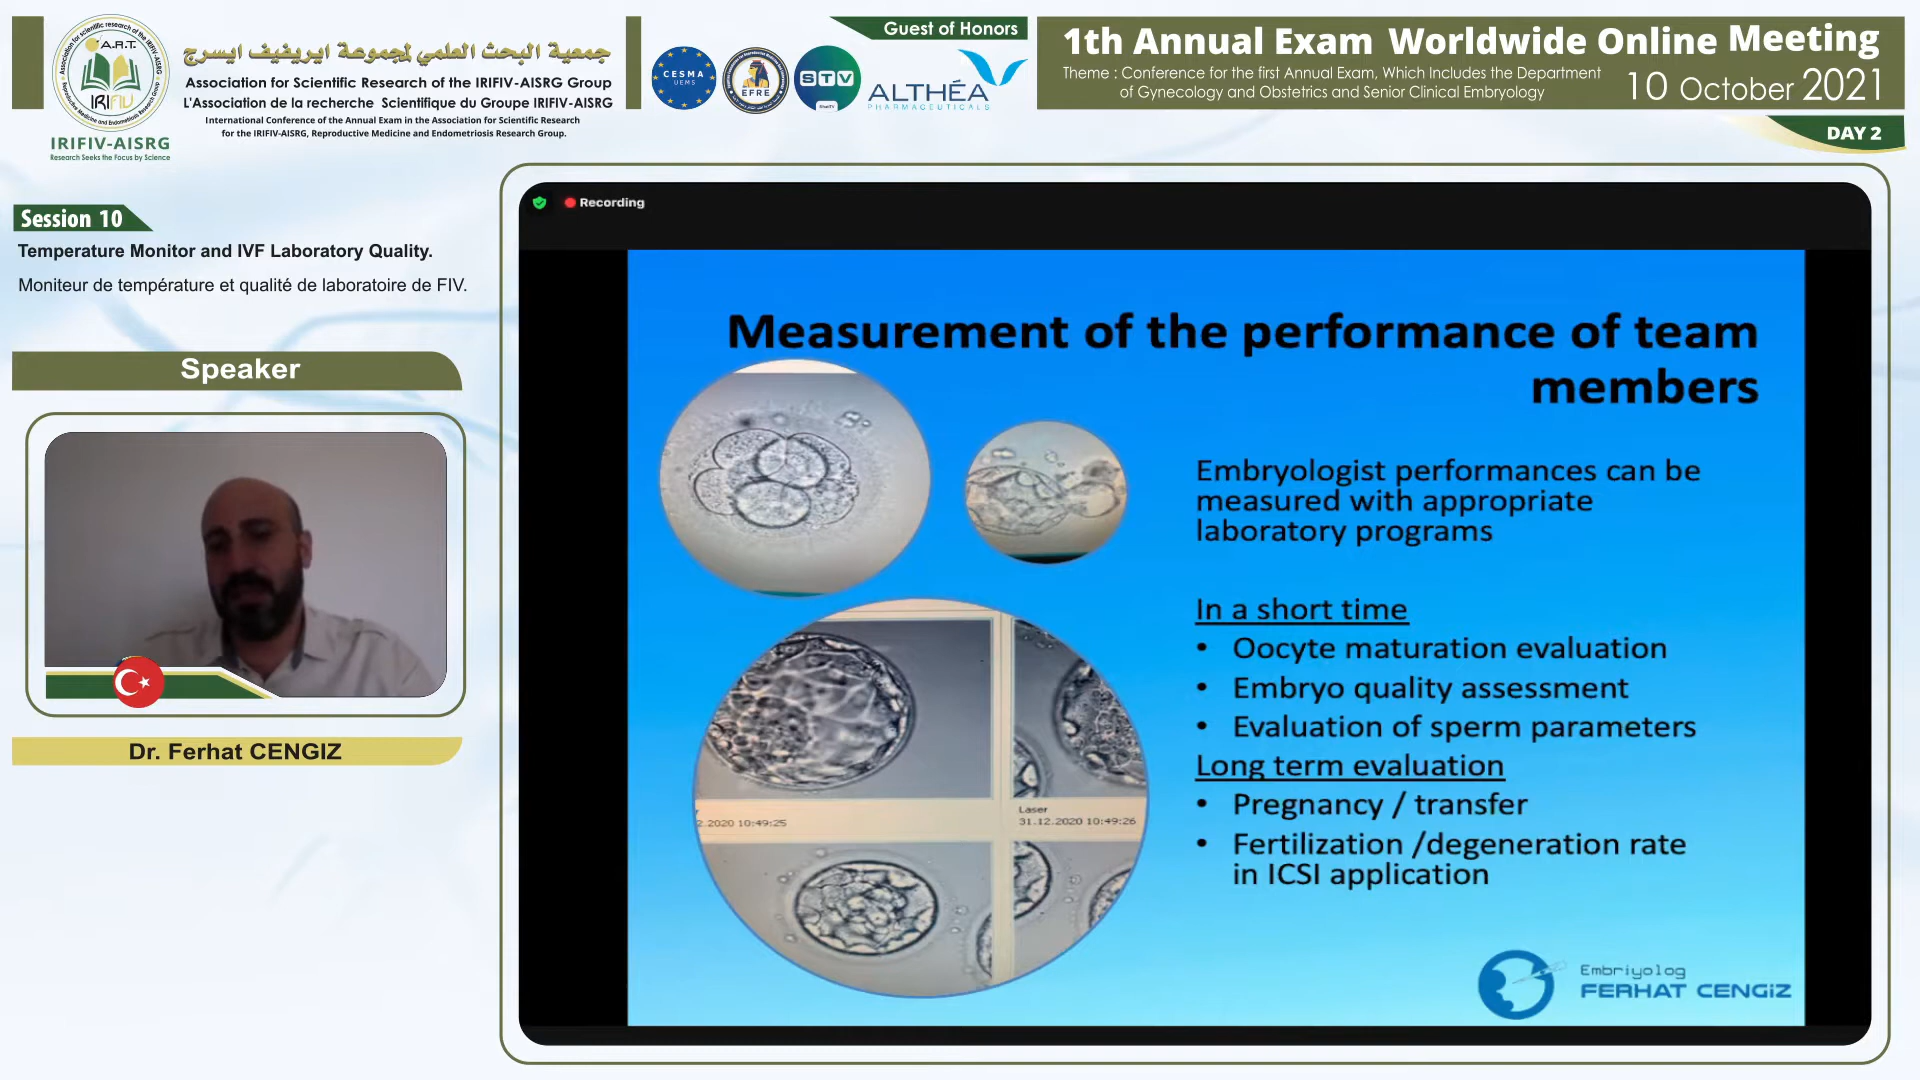 جمعية البحث العلمي لمجموعة ايريفيف ايسرج
Association for Scientific Research of the IRIFIV-AISRG Group
L'Association de la recherche Scientifique du Groupe IRIFIV-AISRG
International Conference of the Annual Exam in the Association for Scientific Research
for the IRIFIV-AISRG, Reproductive Medicine and Endometriosis Research Group.
A.R.T.
IRIFIV
IRIFIV-AISRG
Research Seeks the Focus by Science
Guest of Honors
CESMA
UEMS
EFRE
STV
ALTHÉA
PHARMACEUTICALS
1th Annual Exam Worldwide Online Meeting
Theme : Conference for the first Annual Exam, Which Includes the Department
of Gynecology and Obstetrics and Senior Clinical Embryology
10 October 2021
DAY 2
Session 10
Temperature Monitor and IVF Laboratory Quality.
Moniteur de température et qualité de laboratoire de FIV.
Speaker
Dr. Ferhat CENGIZ
Recording
Measurement of the performance of team
members
Embryologist performances can be
measured with appropriate
laboratory programs
In a short time
• Oocyte maturation evaluation
• Embryo quality assessment
• Evaluation of sperm parameters
Long term evaluation
• Pregnancy / transfer
• Fertilization /degeneration rate
in ICSI application
2.2020 10:49:25
Laser
31.12.2020 10:49:26
Embriyolog
FERHAT CENGiZ